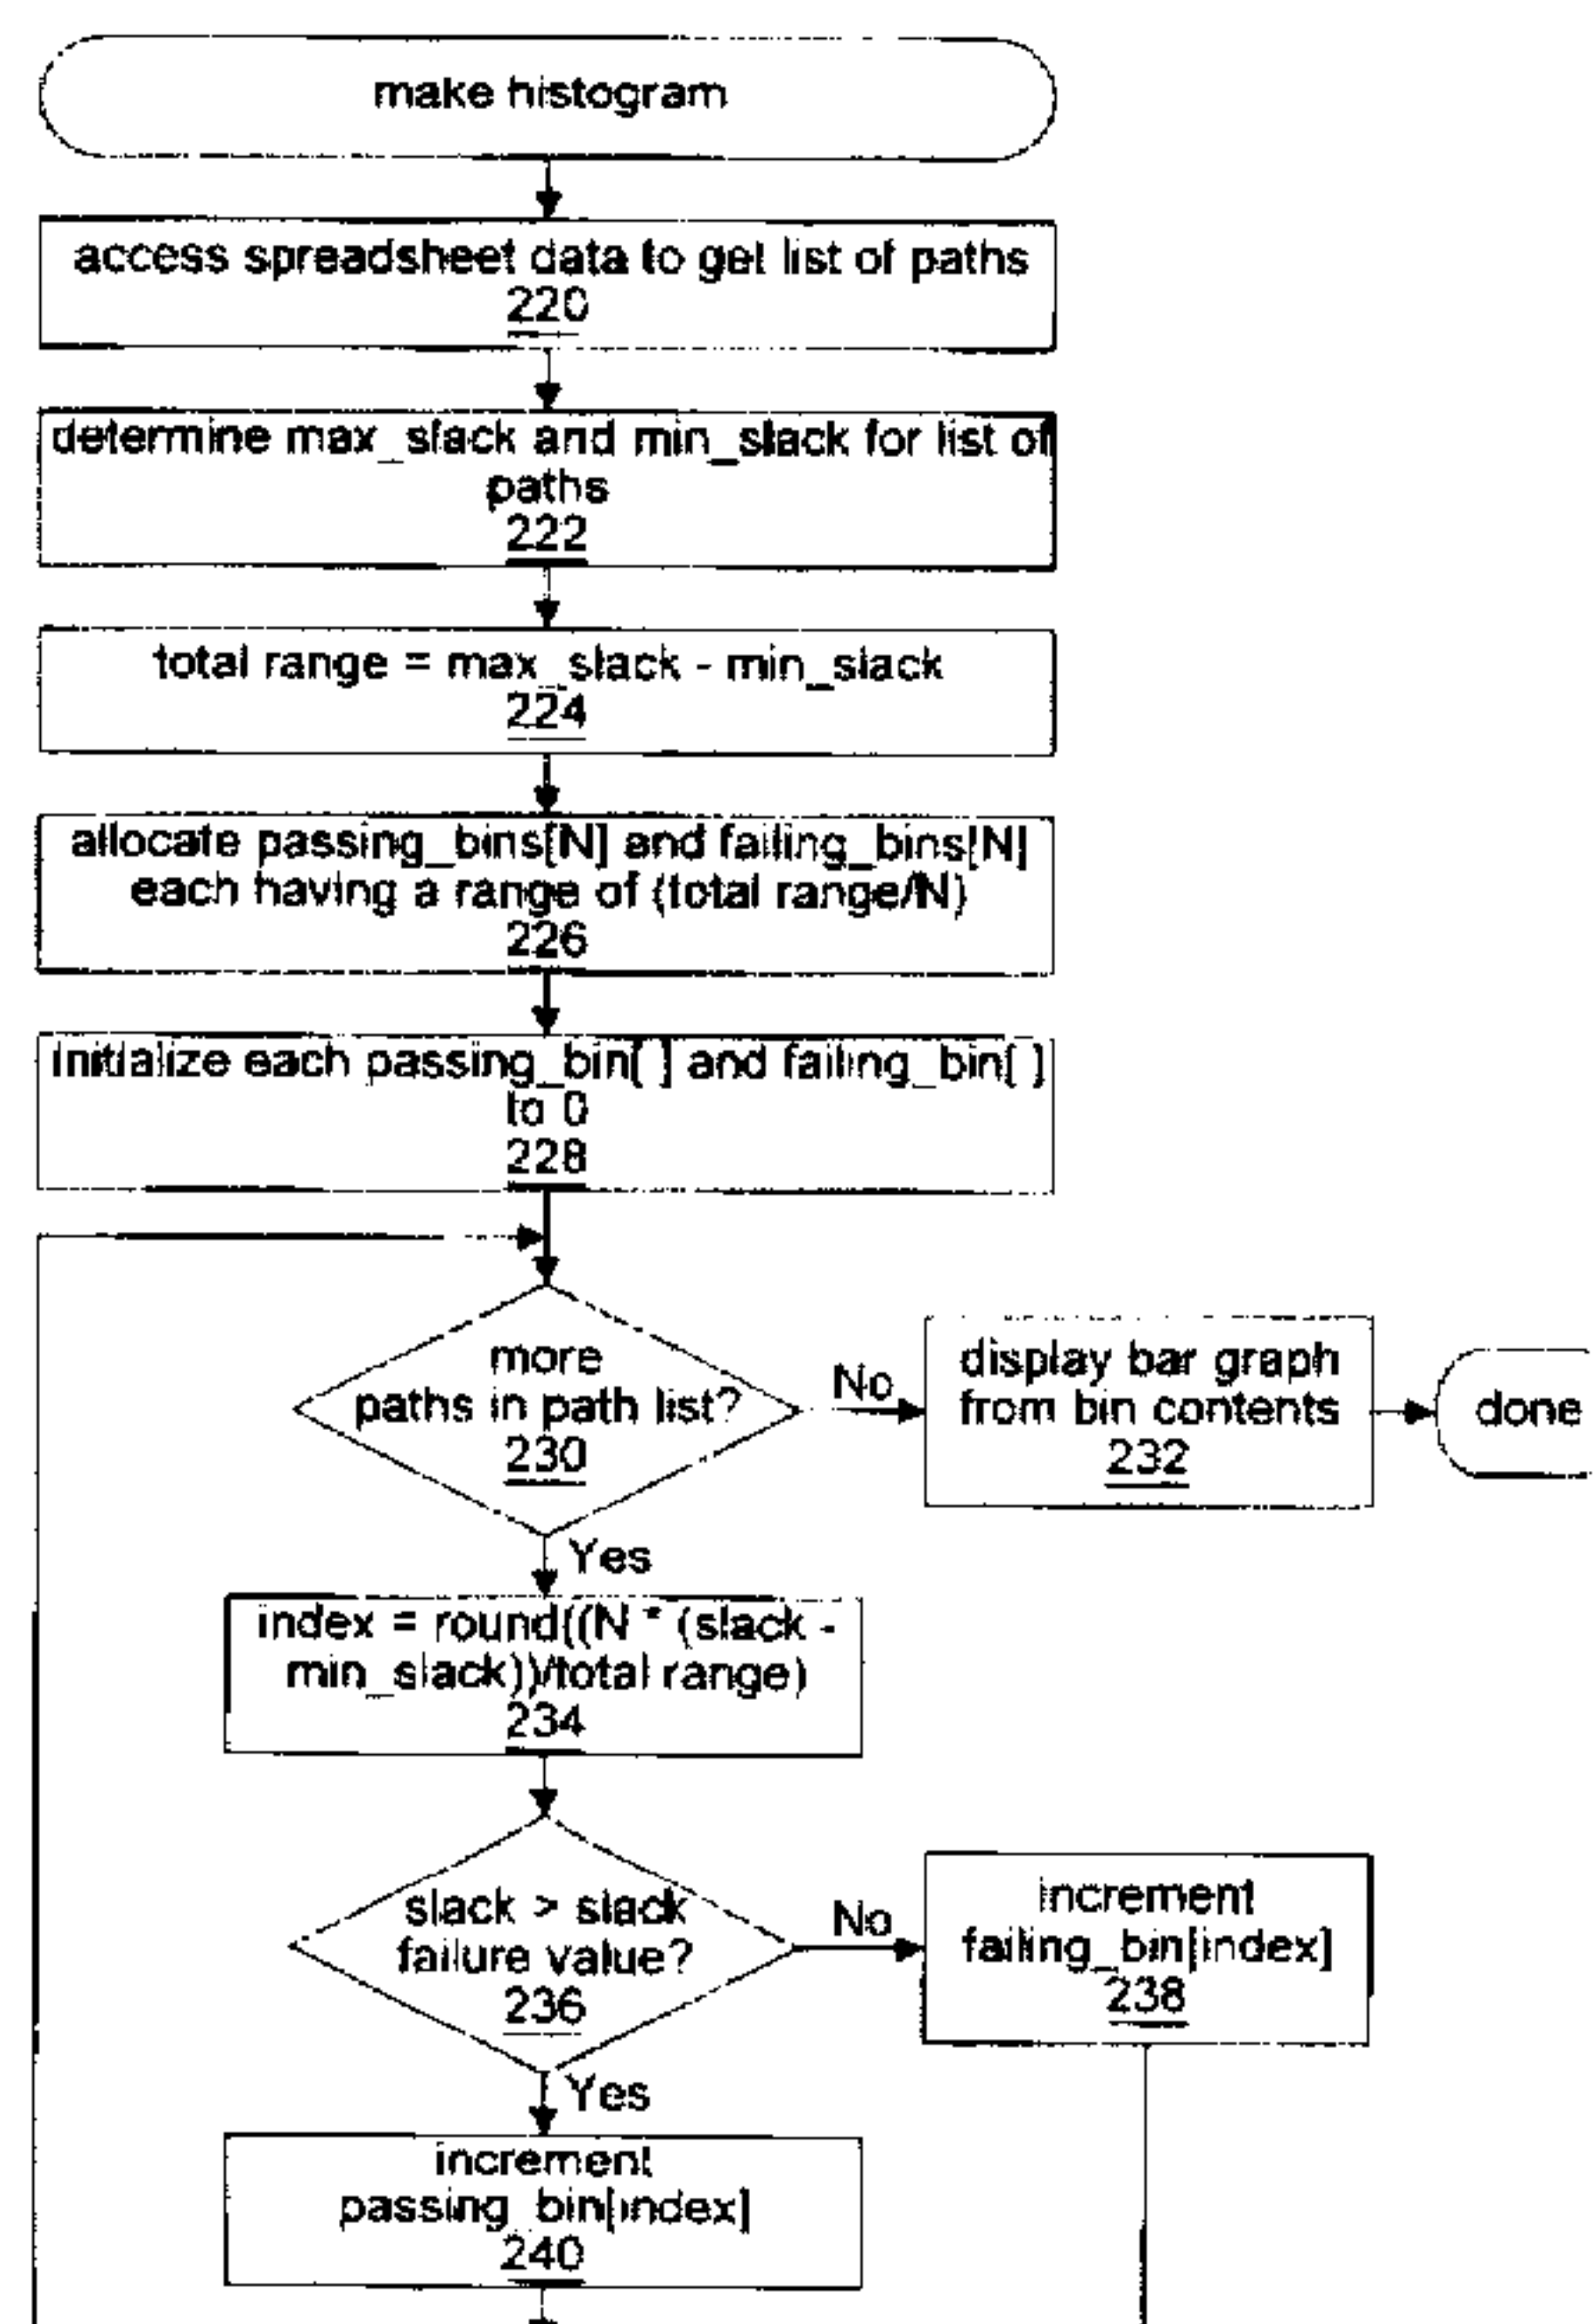 make histogram
access spreadsheet data to get list of paths
220
determine max_slack and min_slack for list of
paths
222
total range = max_slack - min_slack
224
allocate passing_bins[N] and failing_bins[N]
each having a range of (total range/N)
226
initialize each passing_bin[ ] and failing_bin[ ]
to 0
228
more
paths in path list?
230
No
display bar graph
from bin contents
232
done
Yes
index = round((N * (slack -
min_slack))/total range)
234
slack > slack
failure value?
236
No
increment
failing_bin[index]
238
Yes
increment
passing_bin[index]
240